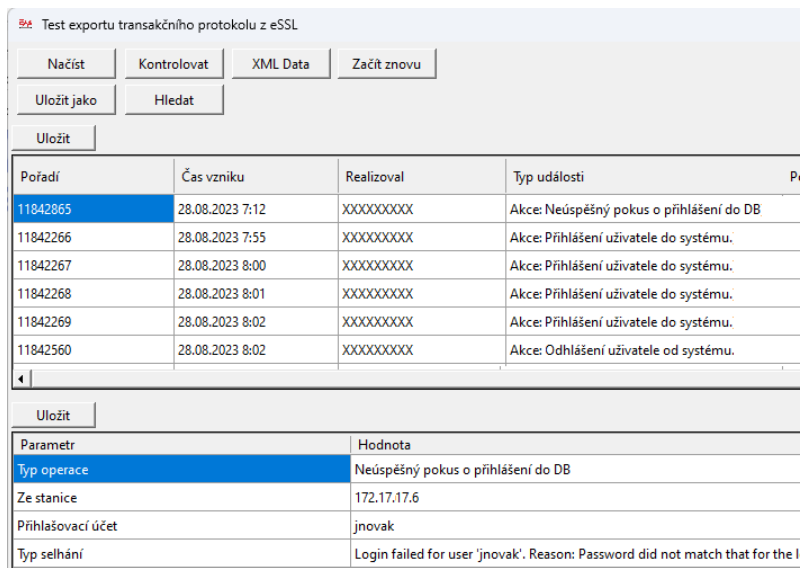 Test exportu transakčního protokolu z eSSL
Načíst Kontrolovat XML Data Začít znovu
Uložit jako Hledat
Uložit
Pořadí Čas vzniku Realizoval Typ události
11842865 28.08.2023 7:12 XXXXXXXXX Akce: Neúspěšný pokus o přihlášení do DB
11842266 28.08.2023 7:55 XXXXXXXXX Akce: Přihlášení uživatele do systému.
11842267 28.08.2023 8:00 XXXXXXXXX Akce: Přihlášení uživatele do systému.
11842268 28.08.2023 8:01 XXXXXXXXX Akce: Přihlášení uživatele do systému.
11842269 28.08.2023 8:02 XXXXXXXXX Akce: Přihlášení uživatele do systému.
11842560 28.08.2023 8:02 XXXXXXXXX Akce: Odhlášení uživatele od systému.
Uložit
Parametr Hodnota
Typ operace Neúspěšný pokus o přihlášení do DB
Ze stanice 172.17.17.6
Přihlašovací účet jnovak
Typ selhání Login failed for user 'jnovak'. Reason: Password did not match that for the